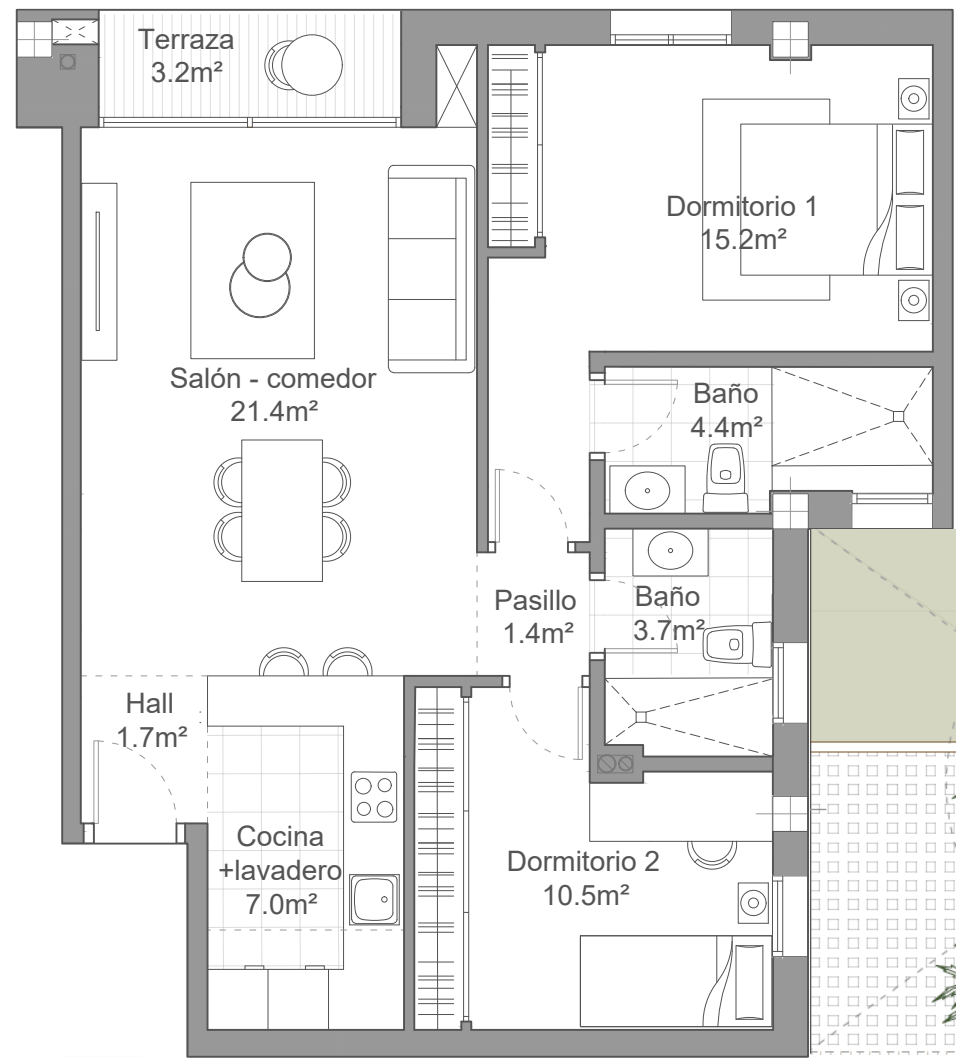 Terraza
3.2m²
Dormitorio 1
15.2m²
Salón - comedor
21.4m²
Baño
4.4m²
Pasillo
1.4m²
Baño
3.7m²
Hall
1.7m²
Cocina
+lavadero
7.0m²
Dormitorio 2
10.5m²